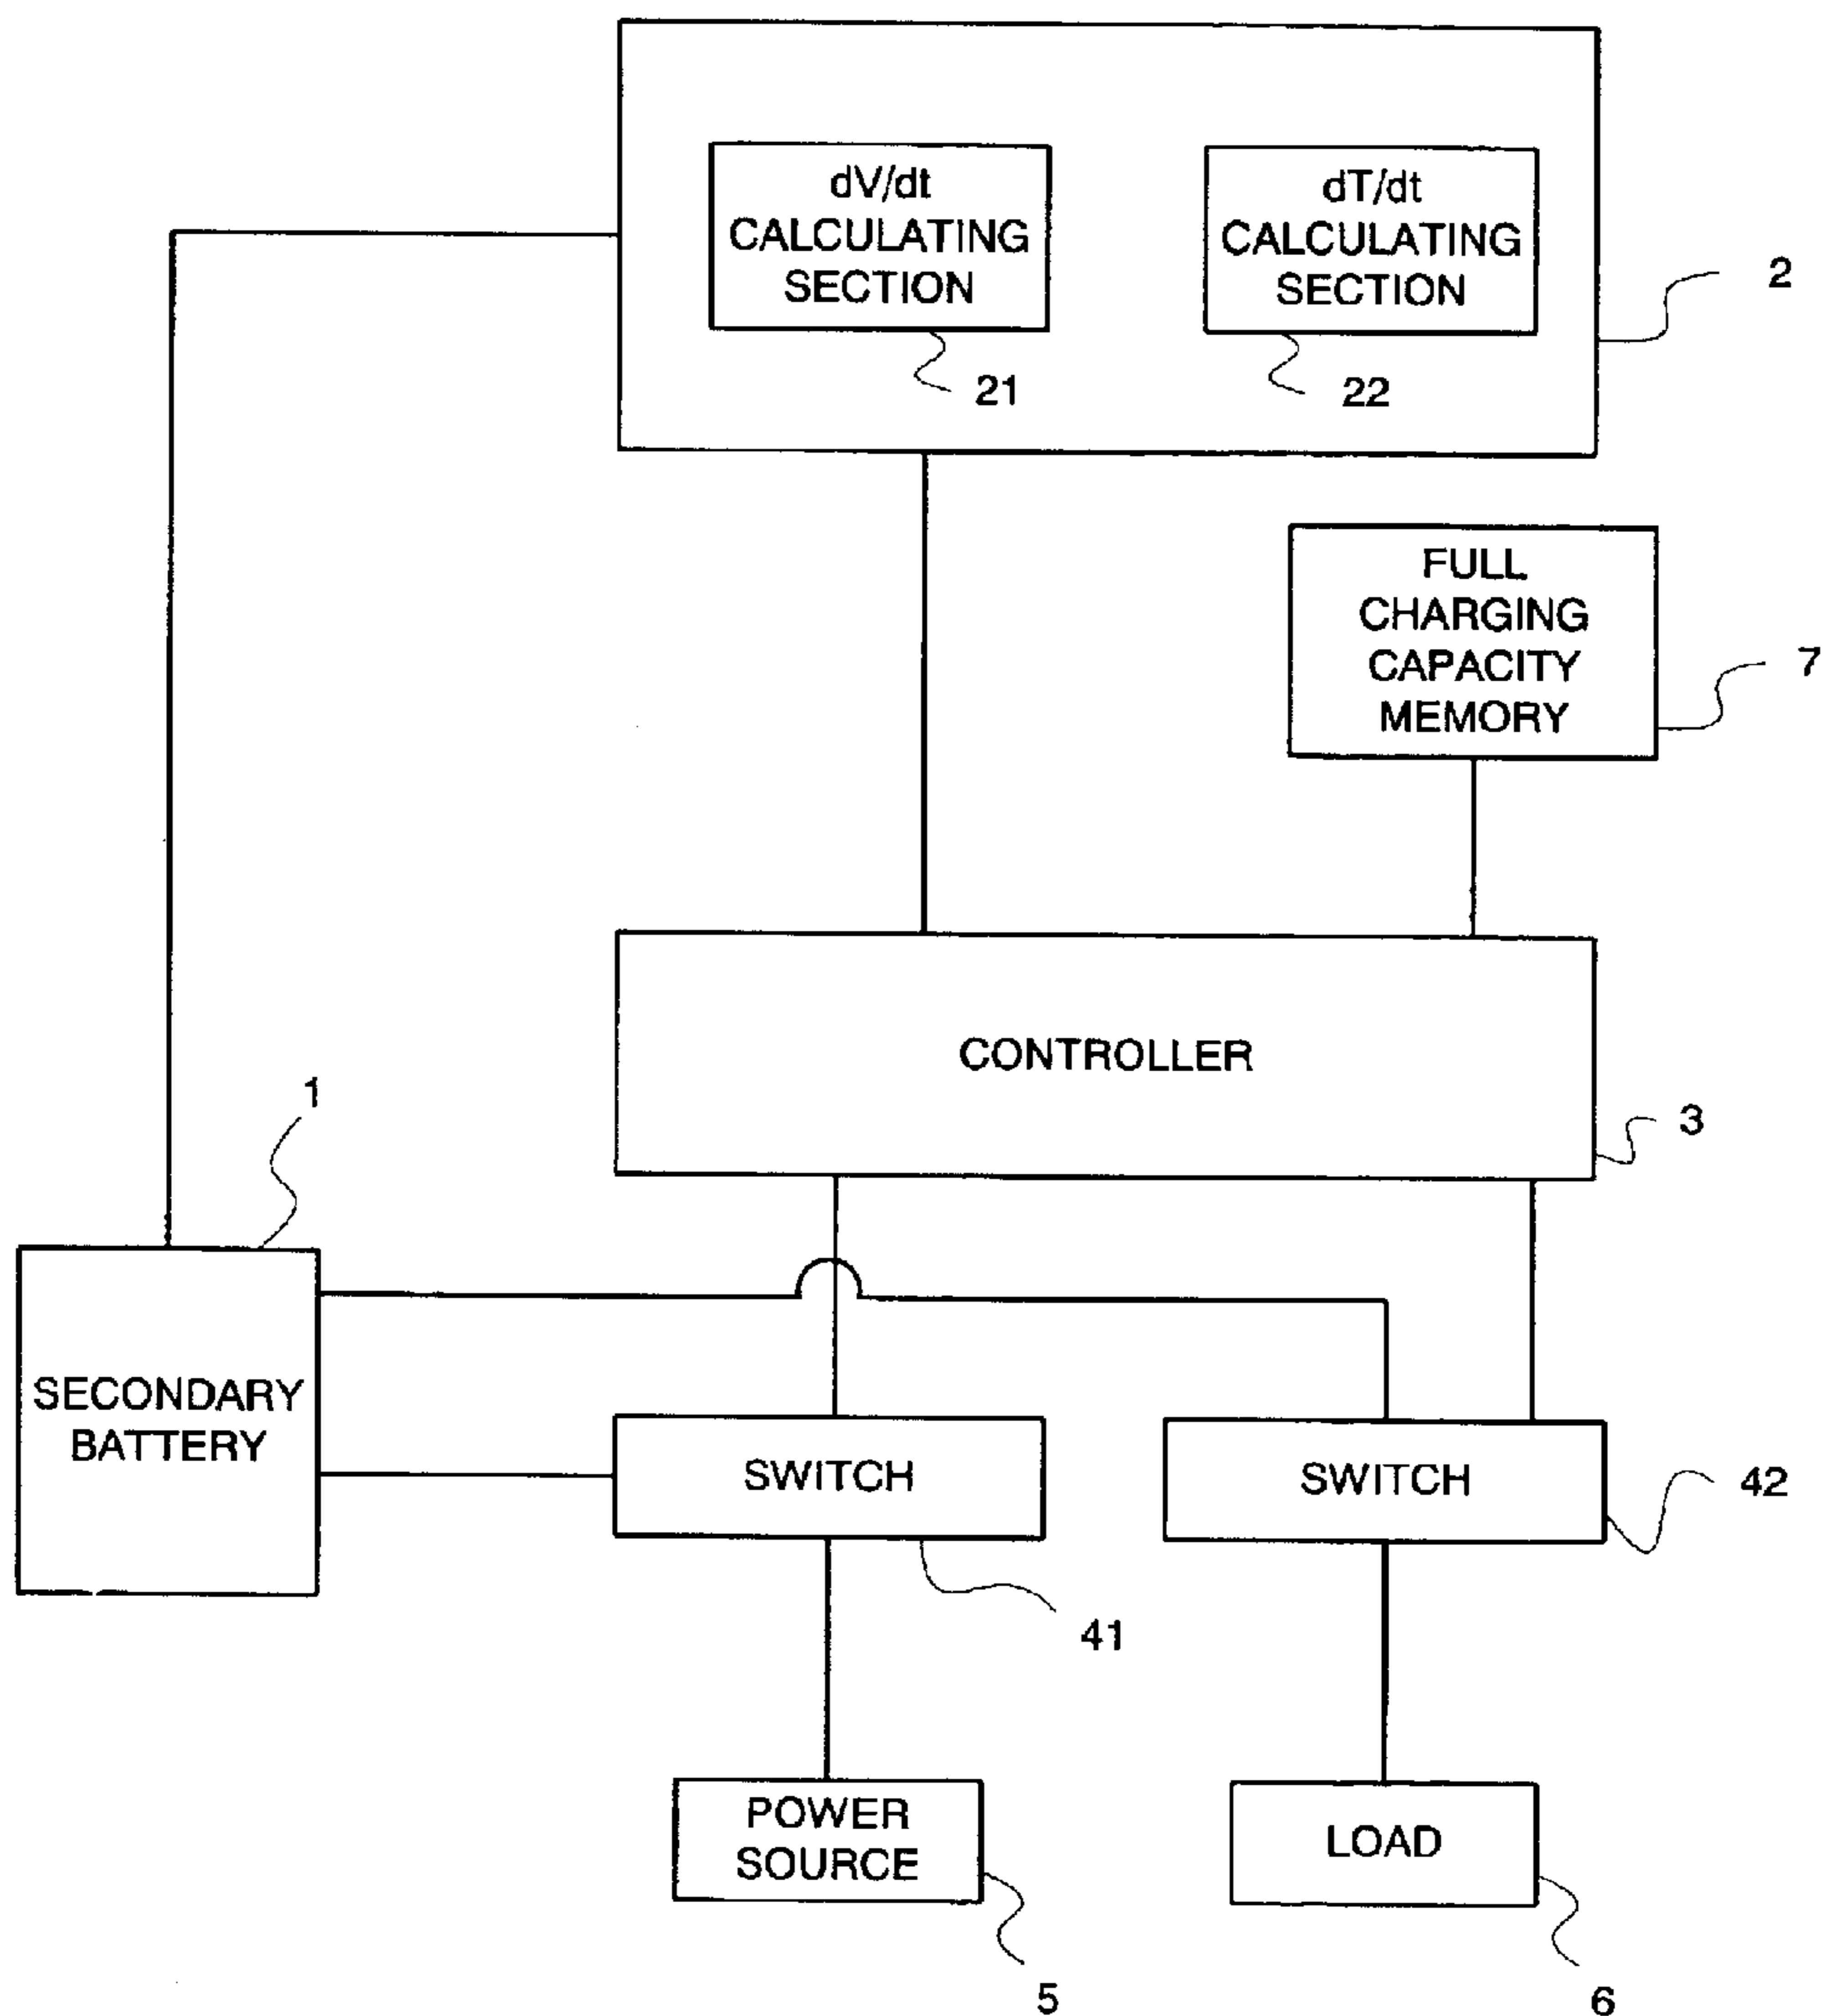 dV/dt
CALCULATING
SECTION
dT/dt
CALCULATING
SECTION
2
21
22
FULL
CHARGING
CAPACITY
MEMORY
7
CONTROLLER
3
1
SECONDARY
BATTERY
SWITCH
SWITCH
42
41
POWER
SOURCE
LOAD
5
6